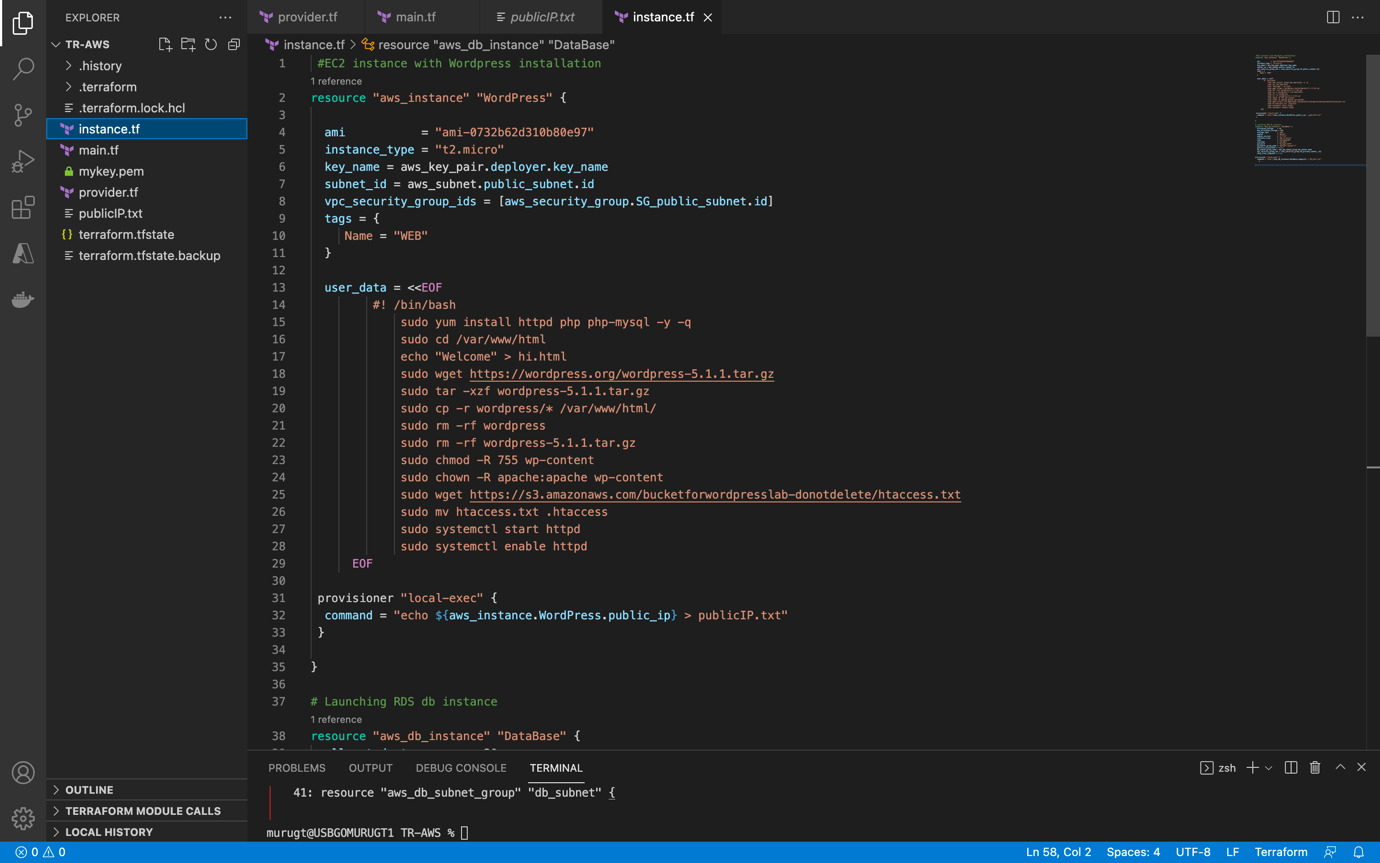 EXPLORER
provider.tf
main.tf
publicIP.txt
instance.tf
TR-AWS
.history
.terraform
.terraform.lock.hcl
instance.tf
main.tf
mykey.pem
provider.tf
publicIP.txt
{} terraform.tfstate
terraform.tfstate.backup
OUTLINE
TERRAFORM MODULE CALLS
LOCAL HISTORY
instance.tf > resource "aws_db_instance" "DataBase"
1 #EC2 instance with Wordpress installation
1 reference
2 resource "aws_instance" "WordPress" {
3
4 ami = "ami-0732b62d310b80e97"
5 instance_type = "t2.micro"
6 key_name = aws_key_pair.deployer.key_name
7 subnet_id = aws_subnet.public_subnet.id
8 vpc_security_group_ids = [aws_security_group.SG_public_subnet.id]
9 tags = {
10 Name = "WEB"
11 }
12
13 user_data = <<EOF
14 #! /bin/bash
15 sudo yum install httpd php php-mysql -y -q
16 sudo cd /var/www/html
17 echo "Welcome" > hi.html
18 sudo wget https://wordpress.org/wordpress-5.1.1.tar.gz
19 sudo tar -xzf wordpress-5.1.1.tar.gz
20 sudo cp -r wordpress/* /var/www/html/
21 sudo rm -rf wordpress
22 sudo rm -rf wordpress-5.1.1.tar.gz
23 sudo chmod -R 755 wp-content
24 sudo chown -R apache:apache wp-content
25 sudo wget https://s3.amazonaws.com/bucketforwordpresslab-donotdelete/htaccess.txt
26 sudo mv htaccess.txt .htaccess
27 sudo systemctl start httpd
28 sudo systemctl enable httpd
29 EOF
30
31 provisioner "local-exec" {
32 command = "echo ${aws_instance.WordPress.public_ip} > publicIP.txt"
33 }
34
35 }
36
37 # Launching RDS db instance
1 reference
38 resource "aws_db_instance" "DataBase" {
PROBLEMS OUTPUT DEBUG CONSOLE TERMINAL
zsh
41: resource "aws_db_subnet_group" "db_subnet" {
murugt@USBGOMURUGT1 TR-AWS %
0 0
Ln 58, Col 2 Spaces: 4 UTF-8 LF Terraform